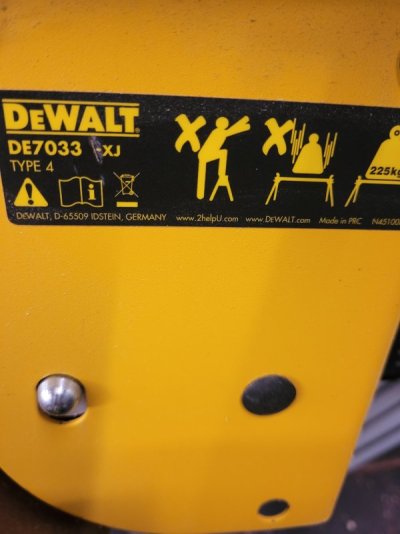 DEWALT
DE7033 -XJ
TYPE 4
225kg
DEWALT, D-65509 IDSTEIN, GERMANY www.2helpU.com www.DEWALT.com Made in PRC